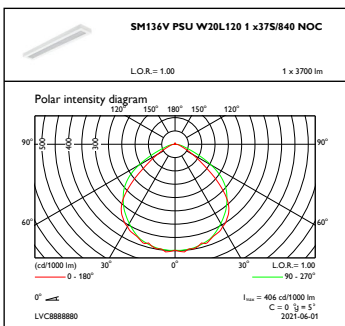 SM136V PSU W20L120 1 x37S/840 NOC
L.O.R.= 1.00 1 x 3700 lm
Polar intensity diagram
120° 150° 180° 150° 120°
90° 500 400 300 90°
60° 60°
(cd/1000 lm) 30° 0° 30° L.O.R.= 1.00
0 - 180° 90 - 270°
0° Imax = 406 cd/1000 lm
C = 0 °, γ = 5°
LVC8888880 2021-06-01